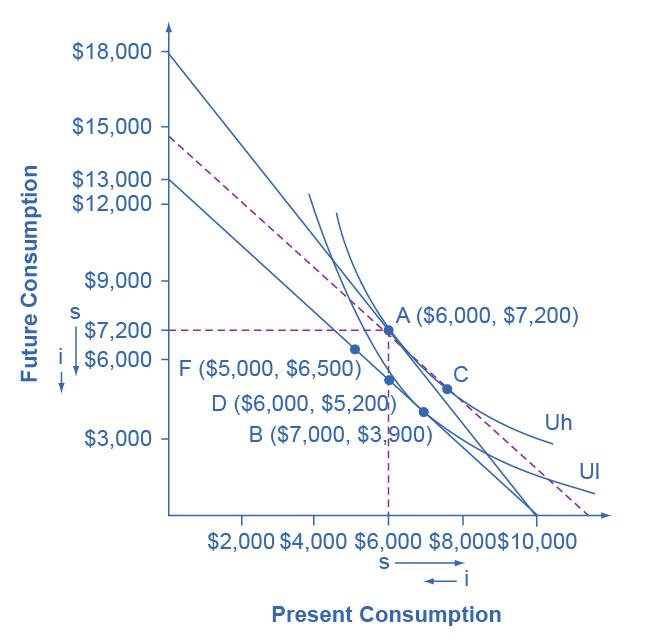 $18,000
$15,000
$13,000
$12,000
$9,000
$7,200
$6,000
$3,000
Future Consumption
s
i
A ($6,000, $7,200)
F ($5,000, $6,500)
C
D ($6,000, $5,200)
B ($7,000, $3,900)
Uh
Ul
$2,000 $4,000 $6,000 $8,000 $10,000
s
i
Present Consumption